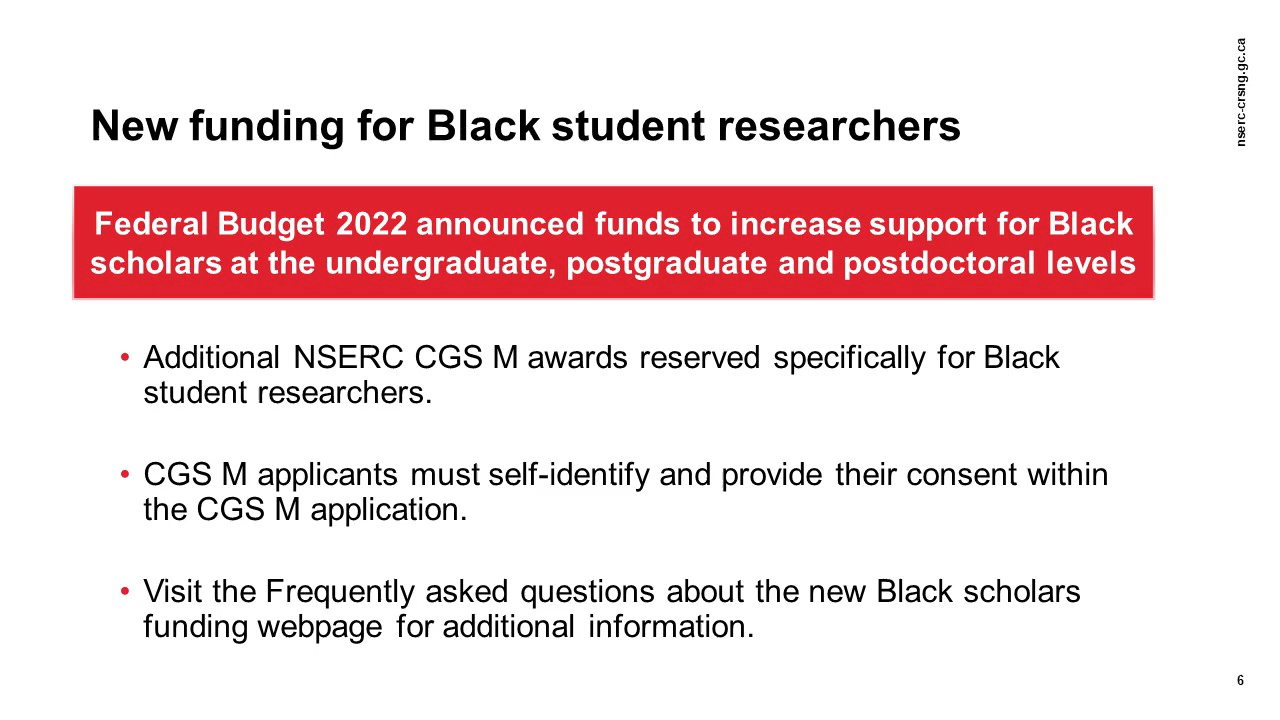 nserc-crsng.gc.ca
New funding for Black student researchers
Federal Budget 2022 announced funds to increase support for Black
scholars at the undergraduate, postgraduate and postdoctoral levels
• Additional NSERC CGS M awards reserved specifically for Black
student researchers.
• CGS M applicants must self-identify and provide their consent within
the CGS M application.
• Visit the Frequently asked questions about the new Black scholars
funding webpage for additional information.
6